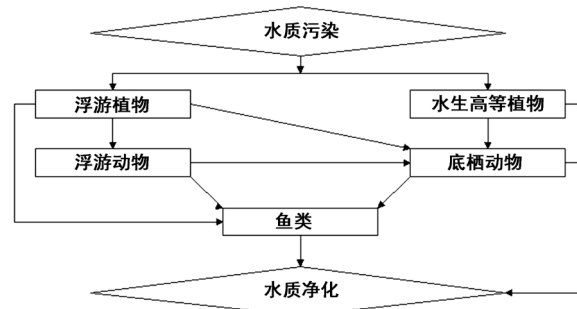 水质污染
浮游植物
水生高等植物
浮游动物
底栖动物
鱼类
水质净化